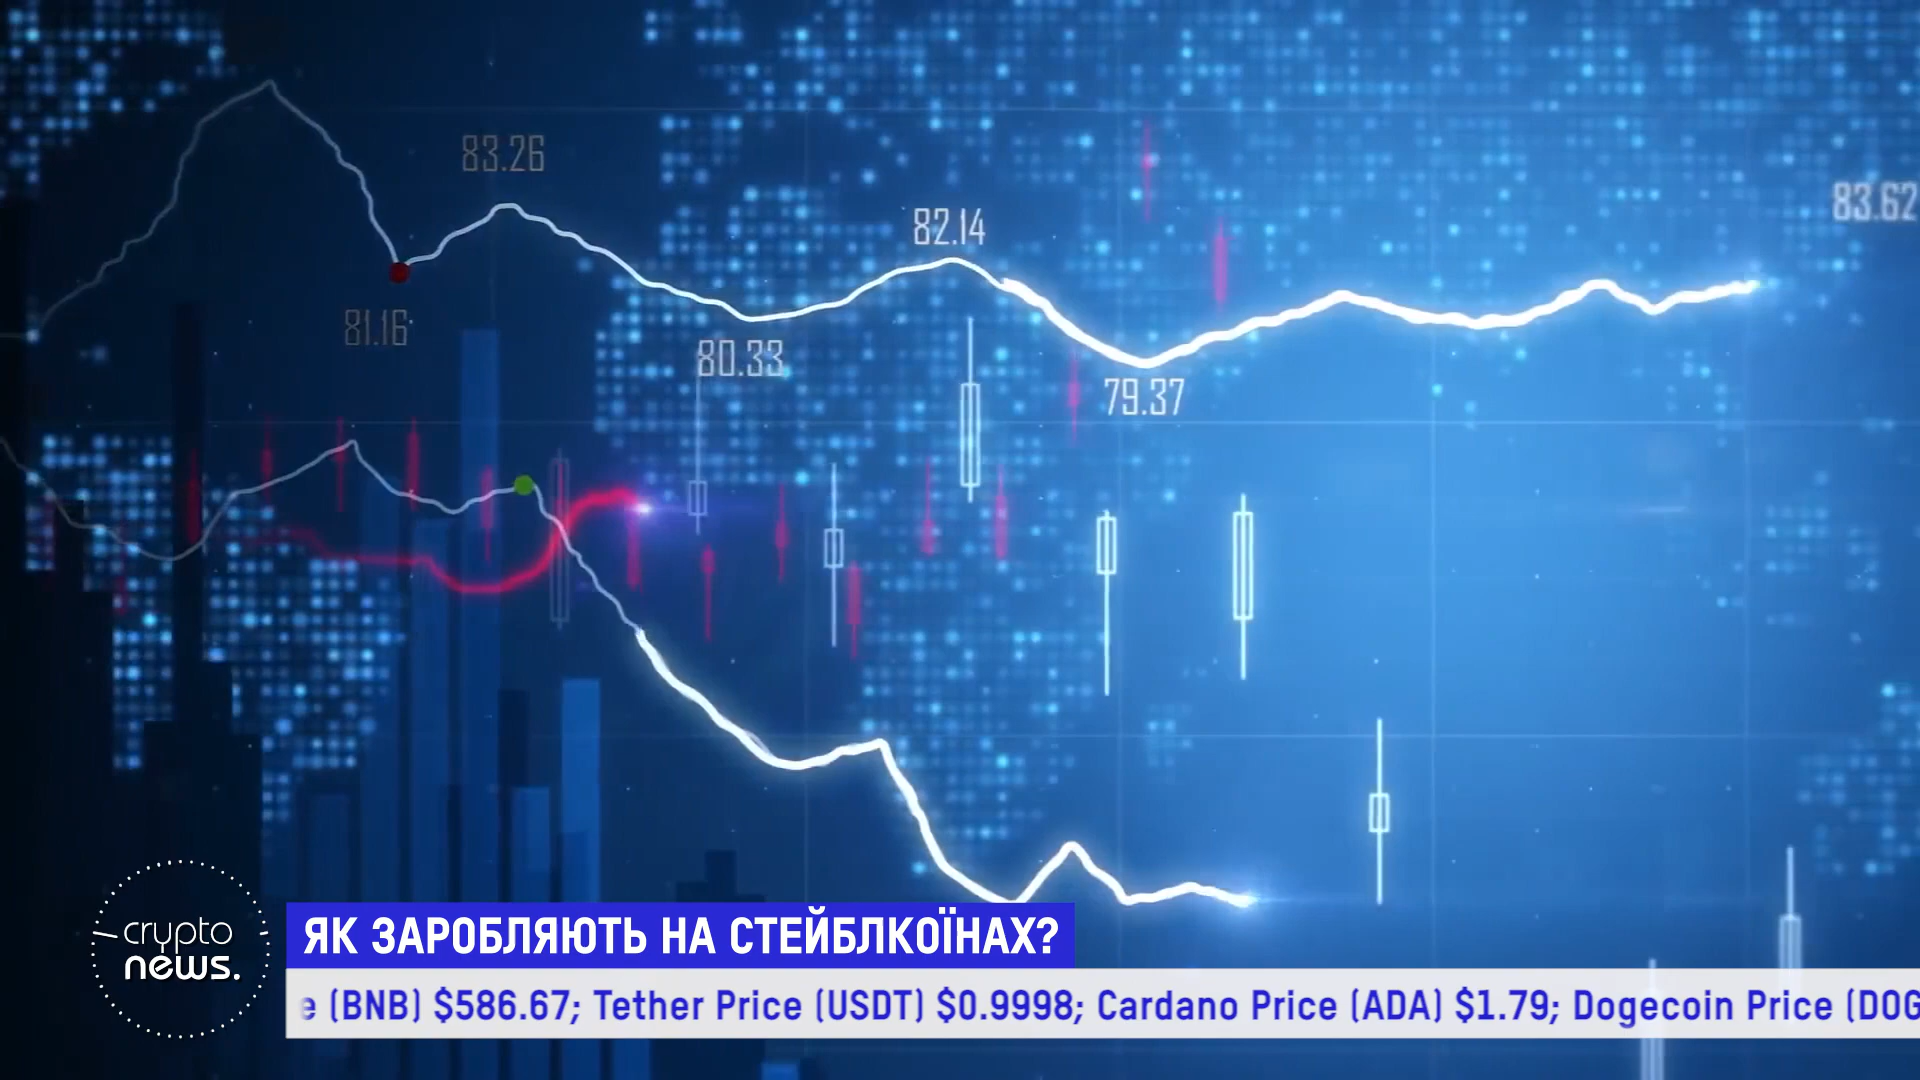 83.26
82.14
83.62
81.16
80.33
79.37
crypto
news.
ЯК ЗАРОБЛЯЮТЬ НА СТЕЙБЛКОЇНАХ?
e (BNB) $586.67; Tether Price (USDT) $0.9998; Cardano Price (ADA) $1.79; Dogecoin Price (DOG